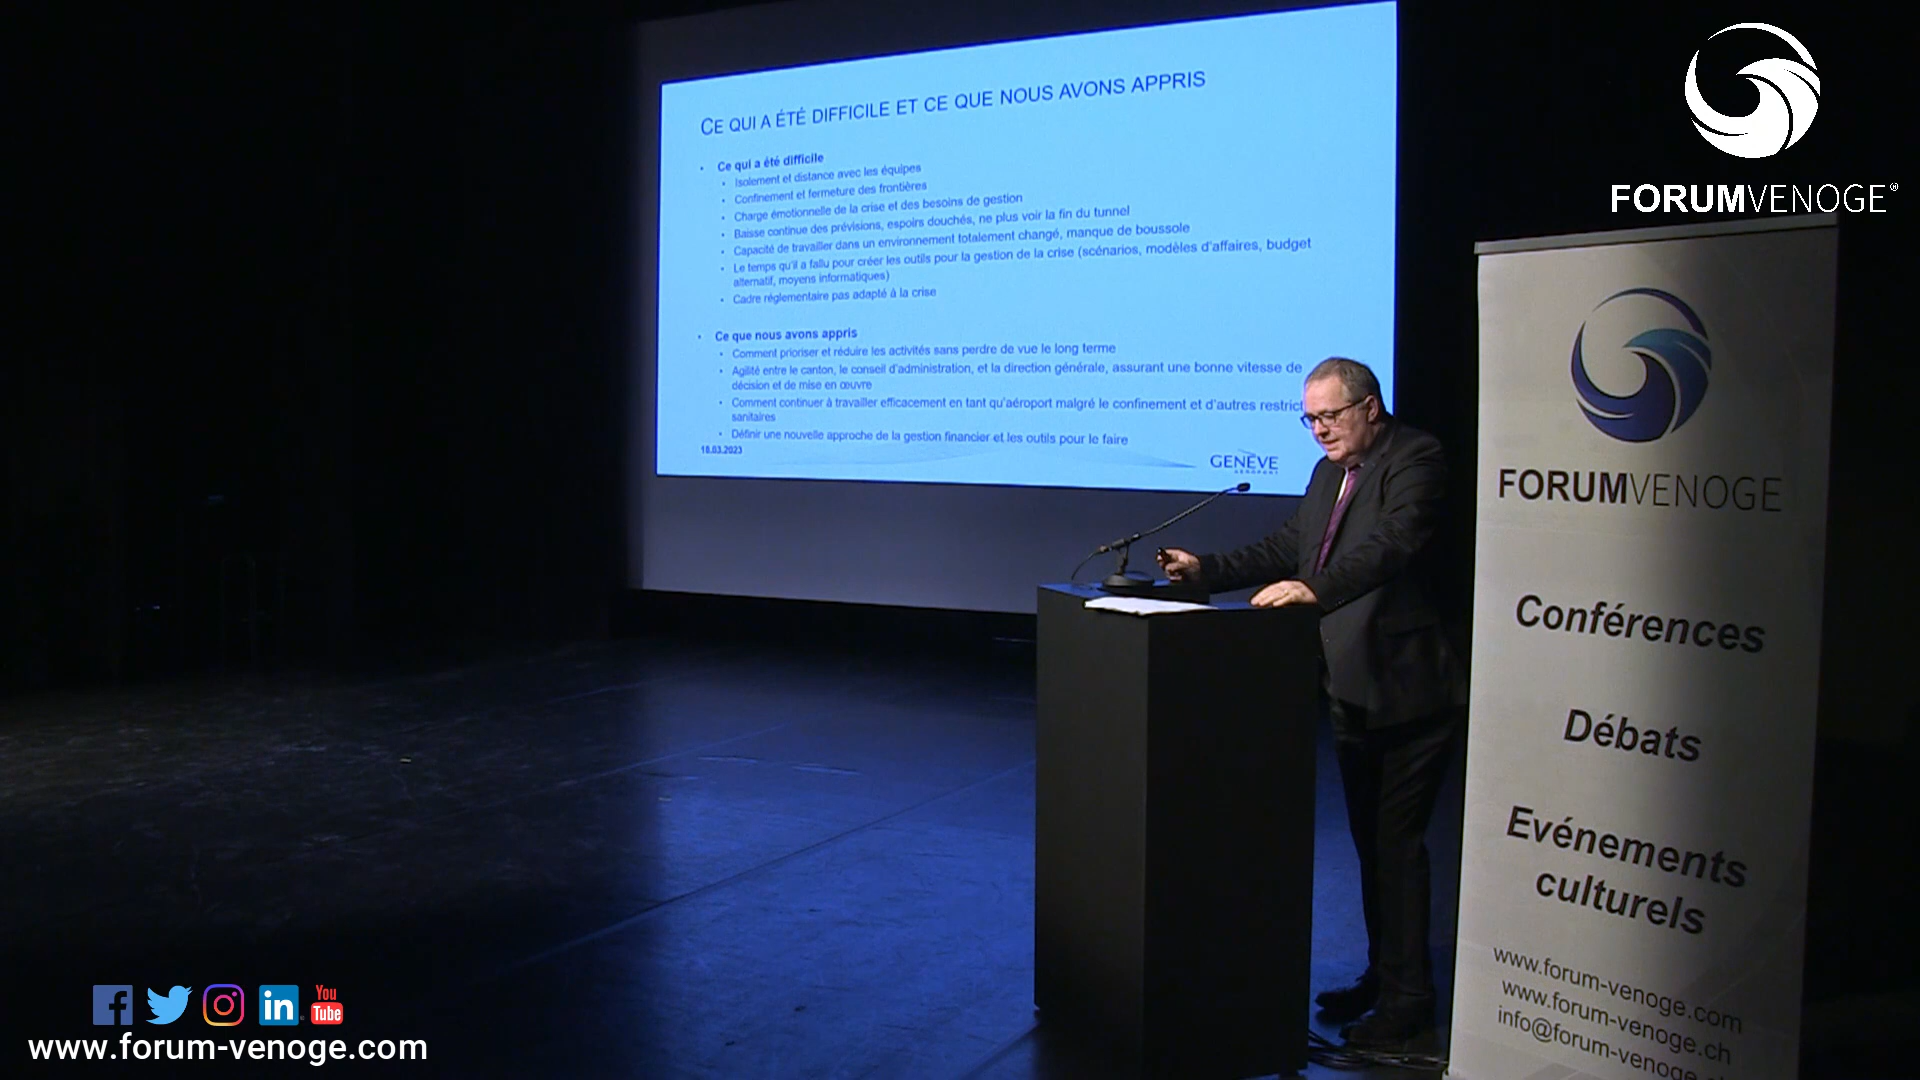 CE QUI A ÉTÉ DIFFICILE ET CE QUE NOUS AVONS APPRIS
• Ce qui a été difficile
• Isolement et distance avec les équipes
• Confinement et fermeture des frontières
• Charge émotionnelle de la crise et des besoins de gestion
• Baisse continue des prévisions, espoirs douchés, ne plus voir la fin du tunnel
• Capacité de travailler dans un environnement totalement changé, manque de boussole
• Le temps qu'il a fallu pour créer les outils pour la gestion de la crise (scénarios, modèles d'affaires, budget
alternatif, moyens informatiques)
• Cadre réglementaire pas adapté à la crise
• Ce que nous avons appris
• Comment prioriser et réduire les activités sans perdre de vue le long terme
• Agilité entre le canton, le conseil d'administration, et la direction générale, assurant une bonne vitesse de
décision et de mise en œuvre
• Comment continuer à travailler efficacement en tant qu'aéroport malgré le confinement et d'autres restrict
sanitaires
• Définir une nouvelle approche de la gestion financier et les outils pour le faire
18.03.2023
GENÈVE
AÉROPORT
FORUMVENOGE®
FORUMVENOGE
Conférences
Débats
Evénements
culturels
www.forum-venoge.com
www.forum-venoge.ch
info@forum-venoge
You
Tube
in
www.forum-venoge.com